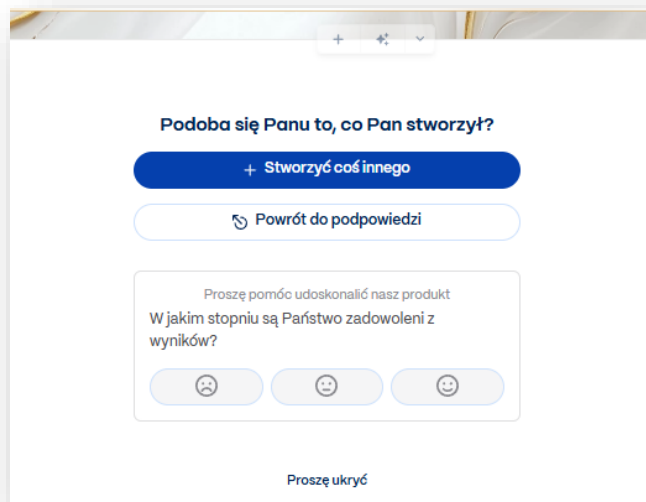 Podoba się Panu to, co Pan stworzył?
+ Stworzyć coś innego
Powrót do podpowiedzi
Proszę pomóc udoskonalić nasz produkt
W jakim stopniu są Państwo zadowoleni z
wyników?
Proszę ukryć